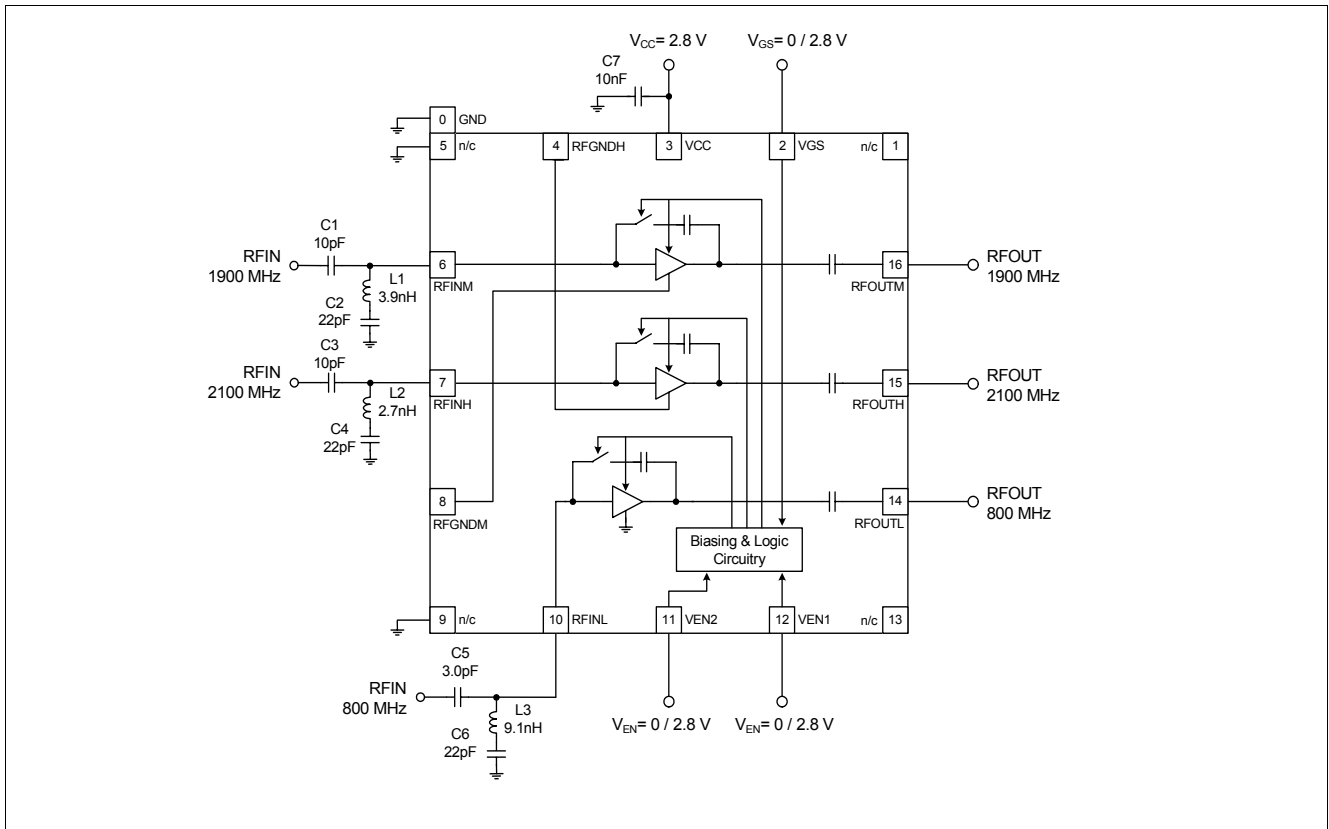 VCC= 2.8 V
VGS= 0 / 2.8 V
C7
10nF
0
GND
5
n/c
4
RFGNDH
3
VCC
2
VGS
n/c
1
C1
10pF
RFIN
1900 MHz
6
RFINM
L1
3.9nH
C2
22pF
16
RFOUTM
RFOUT
1900 MHz
C3
10pF
RFIN
2100 MHz
7
RFINH
L2
2.7nH
C4
22pF
15
RFOUTH
RFOUT
2100 MHz
8
RFGNDM
14
RFOUTL
RFOUT
800 MHz
Biasing & Logic
Circuitry
9
n/c
10
RFINL
11
VEN2
12
VEN1
n/c
13
C5
3.0pF
RFIN
800 MHz
L3
9.1nH
C6
22pF
VEN= 0 / 2.8 V
VEN= 0 / 2.8 V